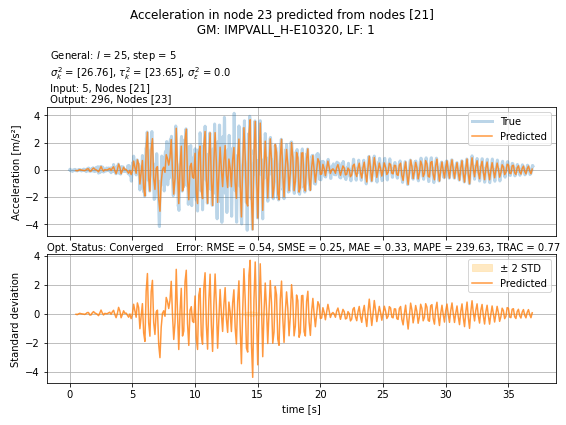 Acceleration in node 23 predicted from nodes [21]
GM: IMPVALL_H-E10320, LF: 1
General: l = 25, step = 5
σ²ₖ = [26.76], τ²ₖ = [23.65], σ²ε = 0.0
Input: 5, Nodes [21]
Output: 296, Nodes [23]
4
2
0
−2
−4
Acceleration [m/s²]
True
Predicted
Opt. Status: Converged Error: RMSE = 0.54, SMSE = 0.25, MAE = 0.33, MAPE = 239.63, TRAC = 0.77
4
2
0
−2
−4
Standard deviation
± 2 STD
Predicted
0 5 10 15 20 25 30 35
time [s]